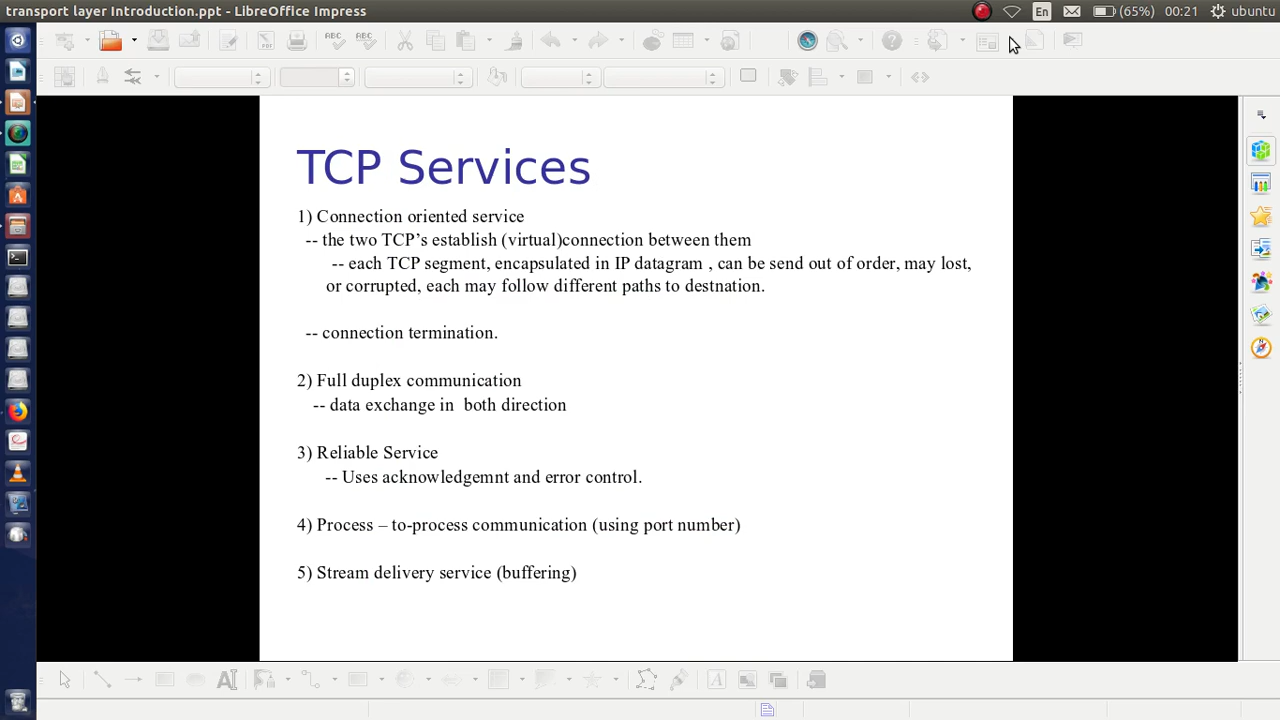 transport layer Introduction.ppt - LibreOffice Impress
En
(65%)
00:21
ubuntu
TCP Services
1) Connection oriented service
-- the two TCP’s establish (virtual)connection between them
-- each TCP segment, encapsulated in IP datagram , can be send out of order, may lost,
or corrupted, each may follow different paths to destnation.
-- connection termination.
2) Full duplex communication
-- data exchange in both direction
3) Reliable Service
-- Uses acknowledgemnt and error control.
4) Process – to-process communication (using port number)
5) Stream delivery service (buffering)